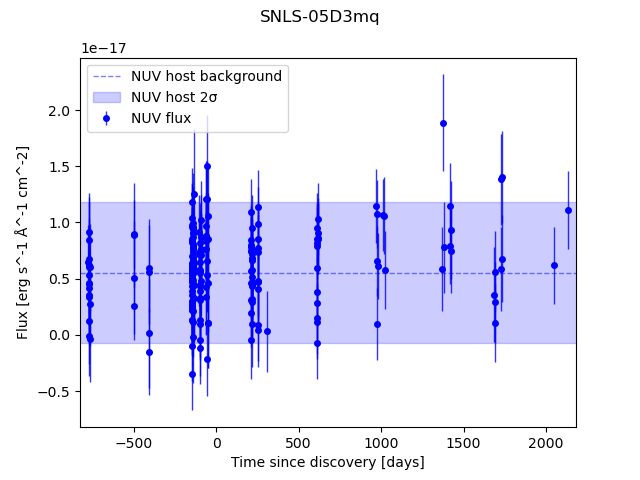 SNLS-05D3mq
1e−17
NUV host background
NUV host 2σ
NUV flux
2.0
1.5
1.0
0.5
0.0
−0.5
Flux [erg s^-1 Å^-1 cm^-2]
−500
0
500
1000
1500
2000
Time since discovery [days]